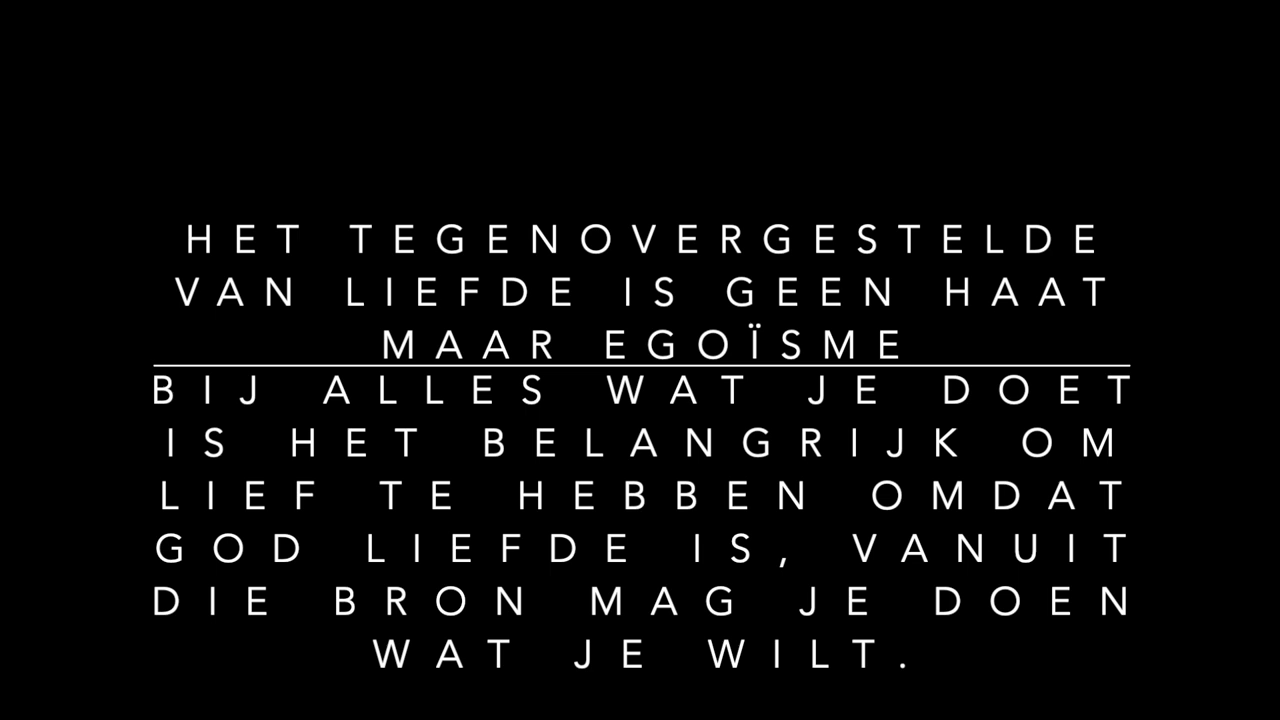 HET TEGENOVERGESTELDE
VAN LIEFDE IS GEEN HAAT
MAAR EGOÏSME
BIJ ALLES WAT JE DOET
IS HET BELANGRIJK OM
LIEF TE HEBBEN OMDAT
GOD LIEFDE IS, VANUIT
DIE BRON MAG JE DOEN
WAT JE WILT.